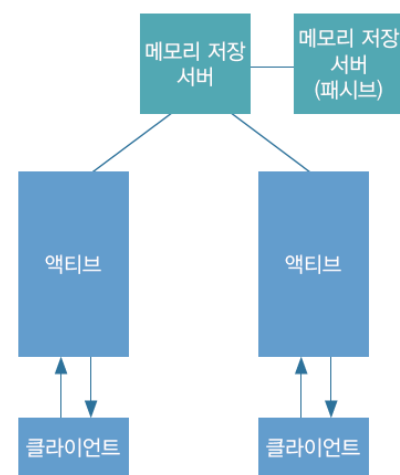 메모리 저장
서버
메모리 저장
서버
(패시브)
액티브
액티브
클라이언트
클라이언트